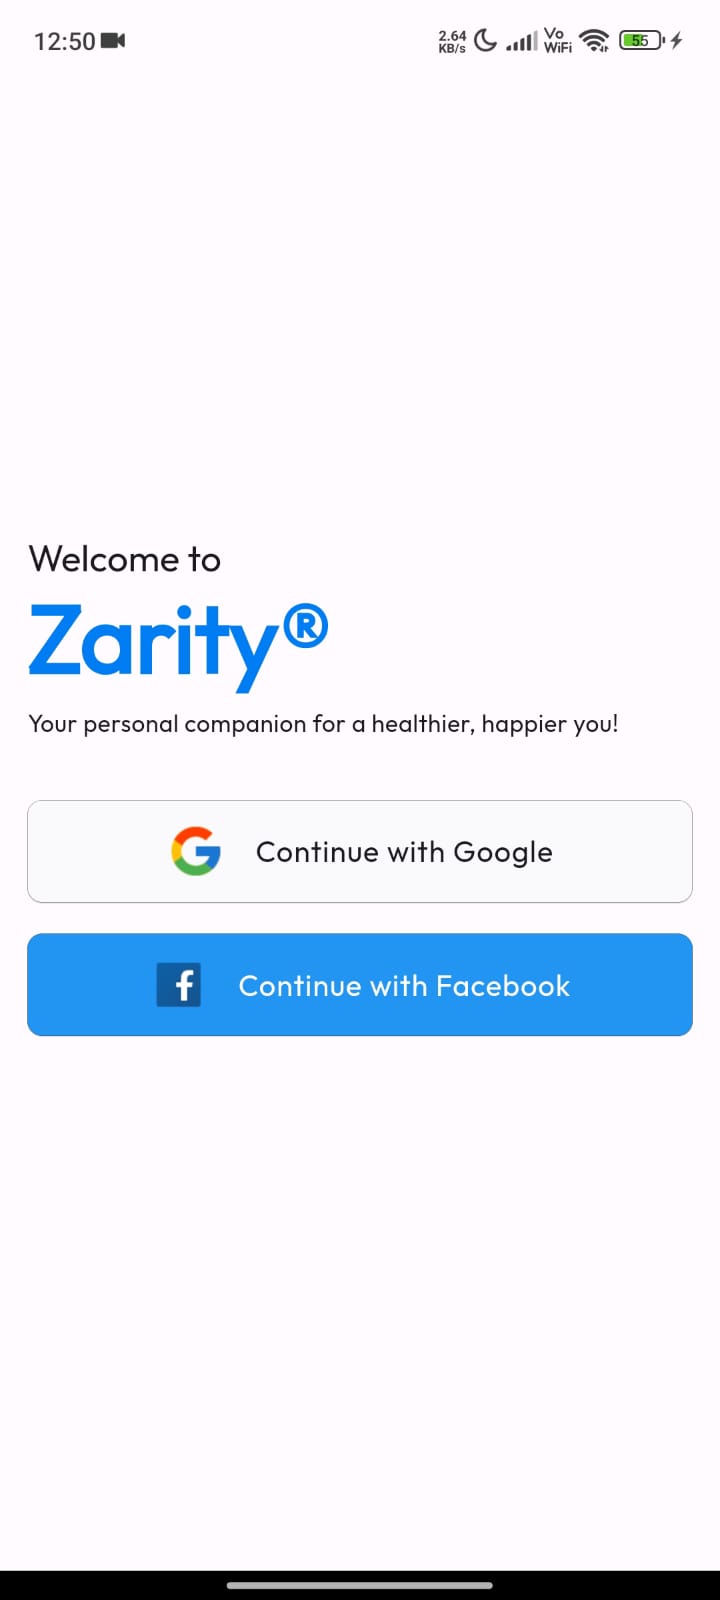 12:50
2.64 KB/s Vo WiFi 55
Welcome to
Zarity®
Your personal companion for a healthier, happier you!
Continue with Google
Continue with Facebook